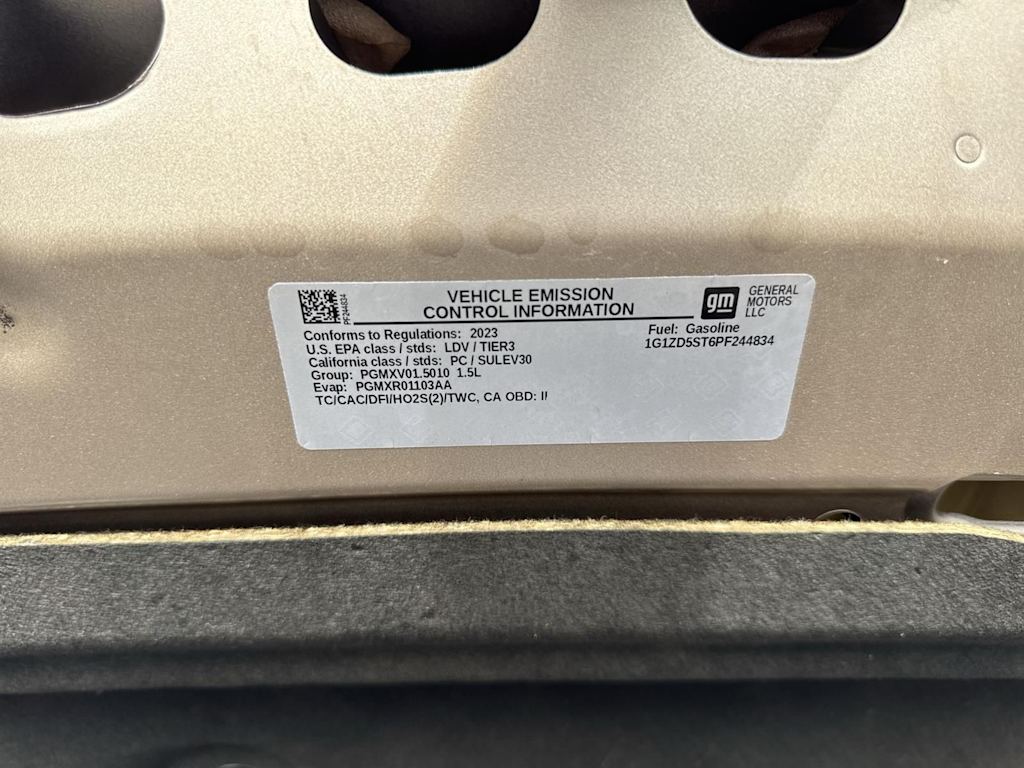 PF244834
VEHICLE EMISSION
CONTROL INFORMATION
gm
GENERAL
MOTORS
LLC
Conforms to Regulations: 2023
U.S. EPA class / stds: LDV / TIER3
California class / stds: PC / SULEV30
Group: PGMXV01.5010 1.5L
Evap: PGMXR01103AA
TC/CAC/DFI/HO2S(2)/TWC, CA OBD: II
Fuel: Gasoline
1G1ZD5ST6PF244834